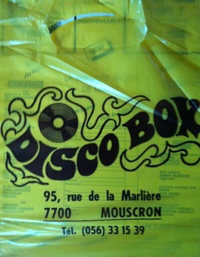 DISCO BOX
95, rue de la Marlière
7700 MOUSCRON
Tél. (056) 33 15 39